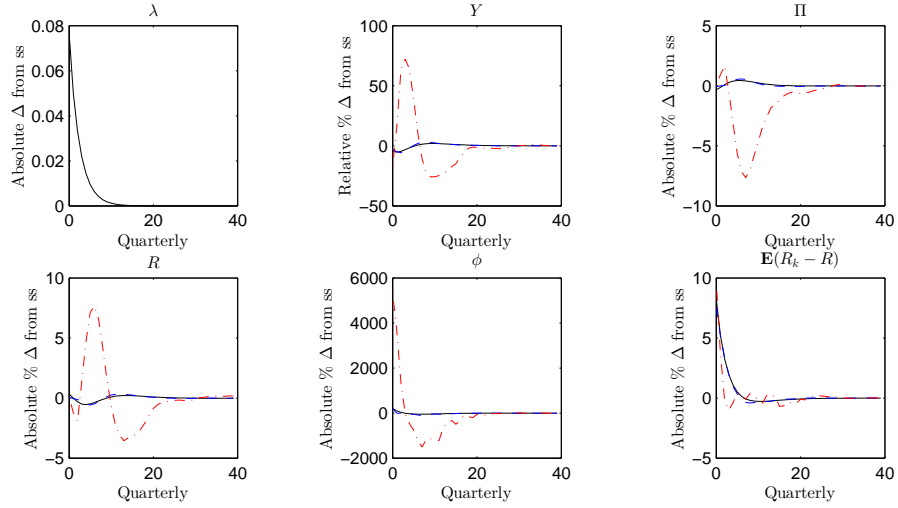 λ
Absolute Δ from ss
0.08
0.06
0.04
0.02
0
0 20 40
Quarterly
Y
Relative % Δ from ss
100
50
0
−50
0 20 40
Quarterly
Π
Absolute % Δ from ss
5
0
−5
−10
0 20 40
Quarterly
R
Absolute % Δ from ss
10
5
0
−5
0 20 40
Quarterly
ϕ
Absolute % Δ from ss
6000
4000
2000
0
−2000
0 20 40
Quarterly
E(R_k − R)
Absolute % Δ from ss
10
5
0
−5
0 20 40
Quarterly